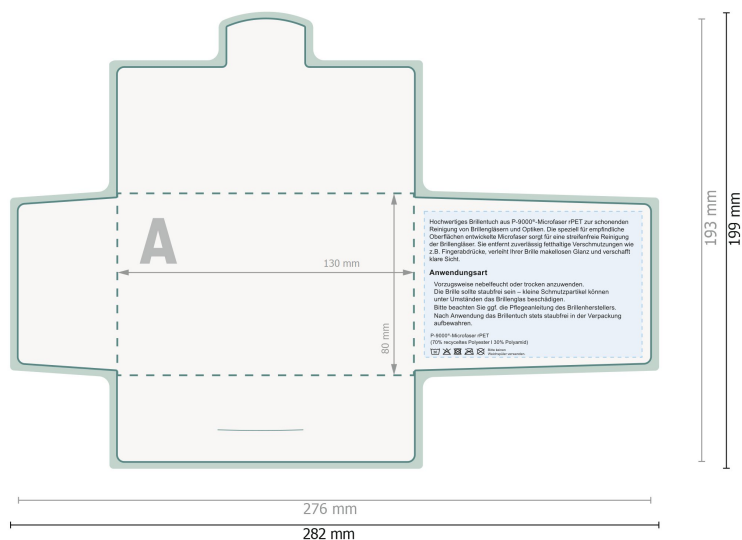 A
130 mm
80 mm
Hochwertiges Brillentuch aus P-9000®-Microfaser rPET zur schonenden
Reinigung von Brillengläsern und Optiken. Die speziell für empfindliche
Oberflächen entwickelte Microfaser sorgt für eine streifenfreie Reinigung
der Brillengläser. Sie entfernt zuverlässig fetthaltige Verschmutzungen wie
z.B. Fingerabdrücke, verleiht Ihrer Brille makellosen Glanz und verschafft
klare Sicht.
Anwendungsart
Vorzugsweise nebelfeucht oder trocken anzuwenden.
Die Brille sollte staubfrei sein – kleine Schmutzpartikel können
unter Umständen das Brillenglas beschädigen.
Bitte beachten Sie ggf. die Pflegeanleitung des Brillenherstellers.
Nach Anwendung das Brillentuch stets staubfrei in der Verpackung
aufbewahren.
P-9000®-Microfaser rPET
(70% recyceltes Polyester I 30% Polyamid)
Bitte keinen
Weichspüler verwenden
193 mm
199 mm
276 mm
282 mm